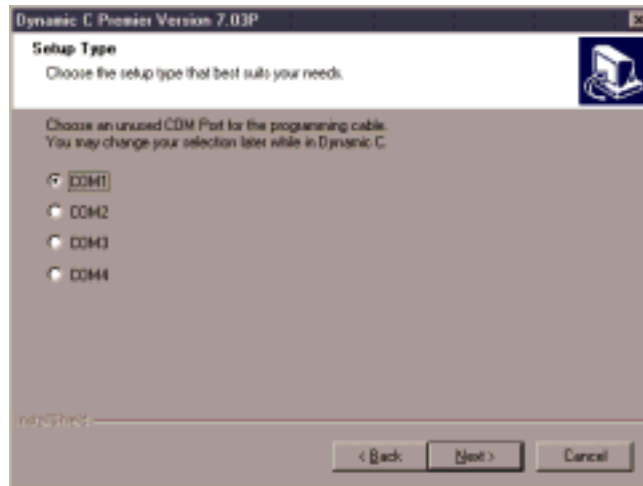 Dynamic C Premier Version 7.03P
Setup Type
Choose the setup type that best suits your needs.
Choose an unused COM Port for the programming cable.
You may change your selection later while in Dynamic C.
COM1
COM2
COM3
COM4
InstallShield
< Back
Next >
Cancel